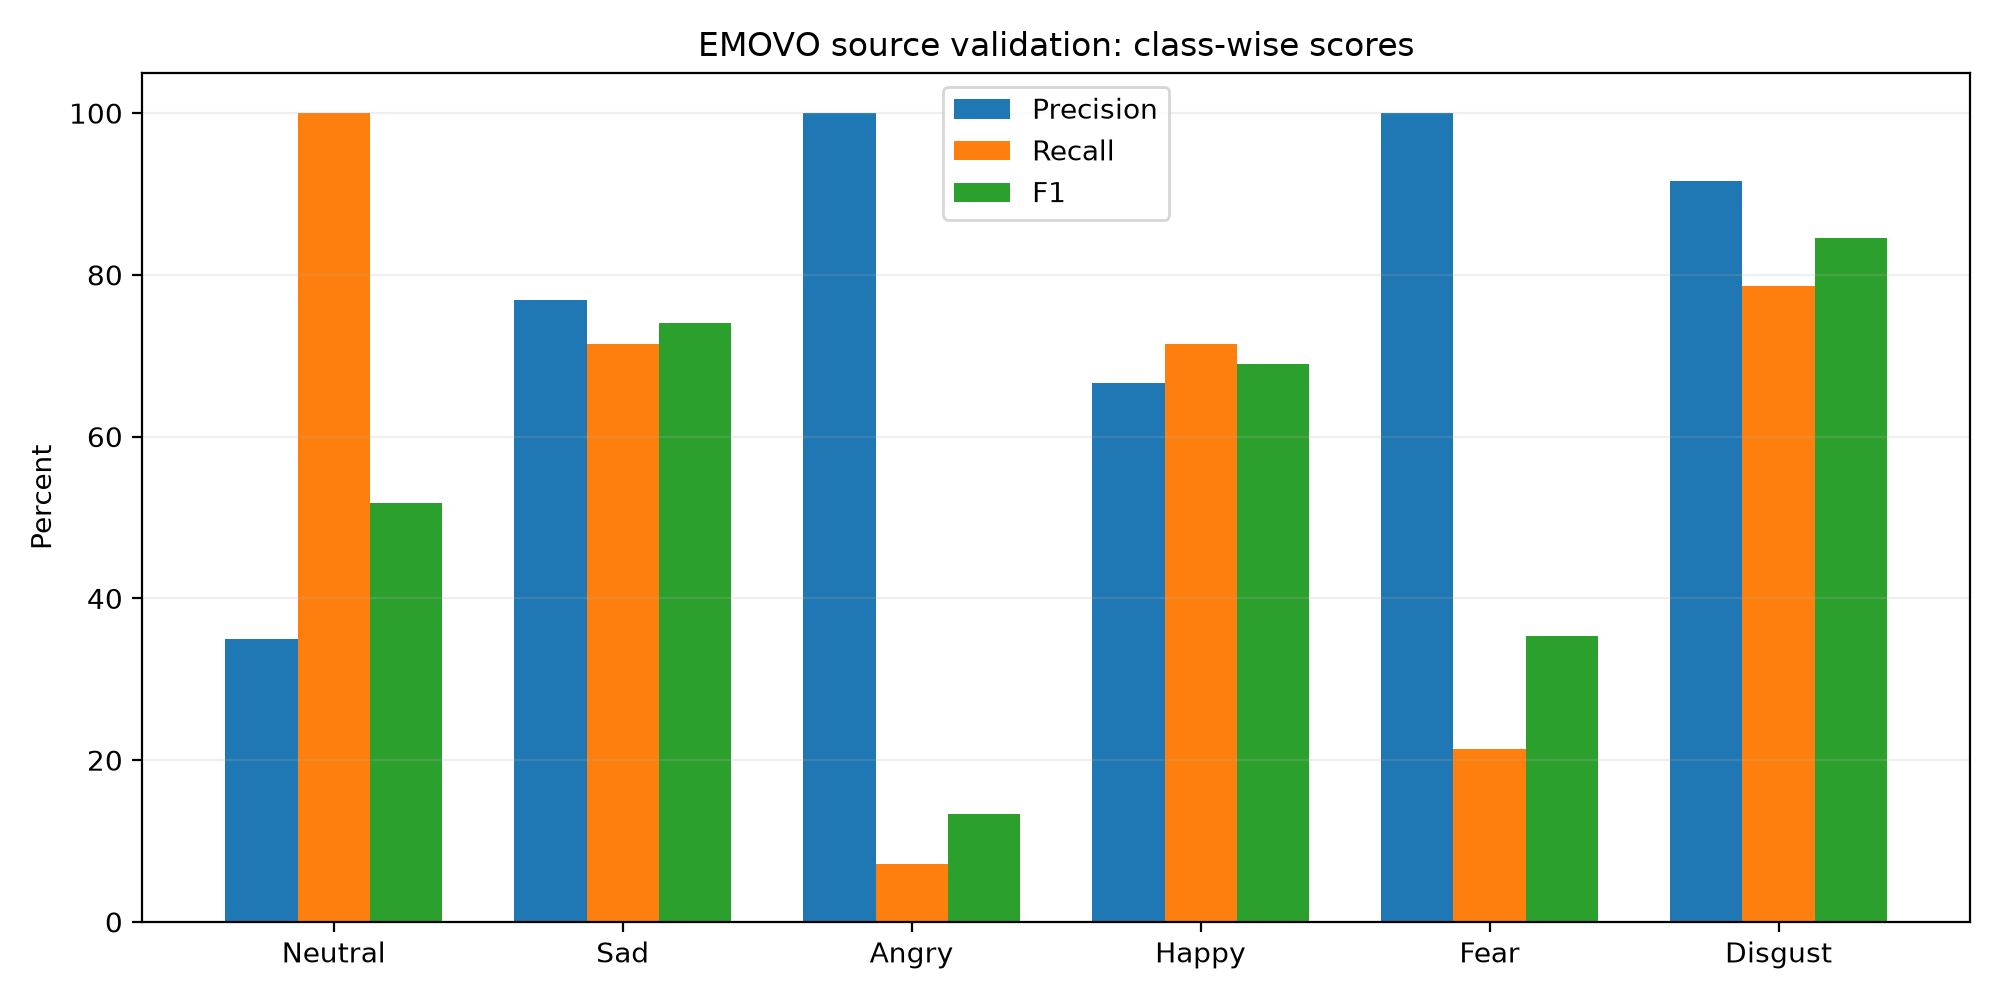 EMOVO source validation: class-wise scores
Precision
Recall
F1
Percent
100
80
60
40
20
0
Neutral Sad Angry Happy Fear Disgust